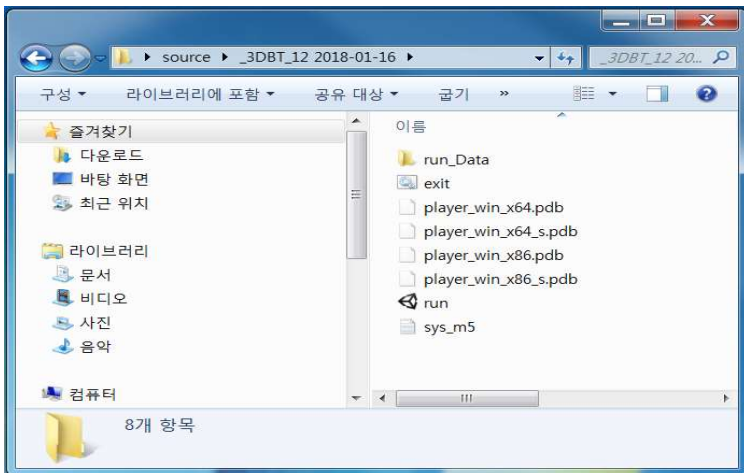 source ▸ _3DBT_12 2018-01-16 ▸
_3DBT_12 20...
구성 라이브러리에 포함 공유 대상 굽기 »
즐겨찾기
다운로드
바탕 화면
최근 위치
라이브러리
문서
비디오
사진
음악
컴퓨터
이름
run_Data
exit
player_win_x64.pdb
player_win_x64_s.pdb
player_win_x86.pdb
player_win_x86_s.pdb
run
sys_m5
8개 항목